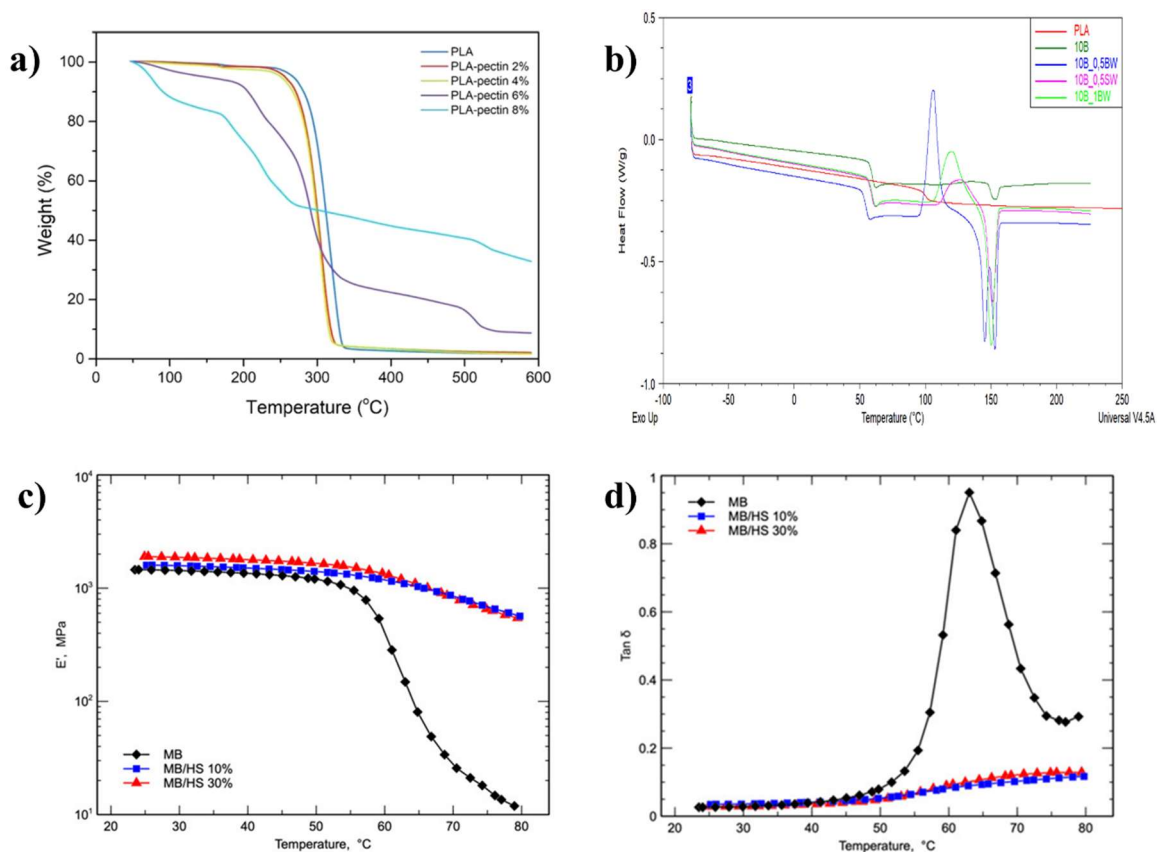 a)
PLA
PLA-pectin 2%
PLA-pectin 4%
PLA-pectin 6%
PLA-pectin 8%
100
80
60
40
20
0
Weight (%)
0 100 200 300 400 500 600
Temperature (°C)
b)
PLA
10B
10B_0,5BW
10B_0,5SW
10B_1BW
3
0.5
0.0
-0.5
-1.0
Heat Flow (W/g)
-100 -50 0 50 100 150 200 250
Exo Up Temperature (°C) Universal V4.5A
c)
10⁴
10³
10²
10¹
E', MPa
MB
MB/HS 10%
MB/HS 30%
20 30 40 50 60 70 80
Temperature, °C
d)
MB
MB/HS 10%
MB/HS 30%
1
0.8
0.6
0.4
0.2
0
Tan δ
20 30 40 50 60 70 80
Temperature, °C